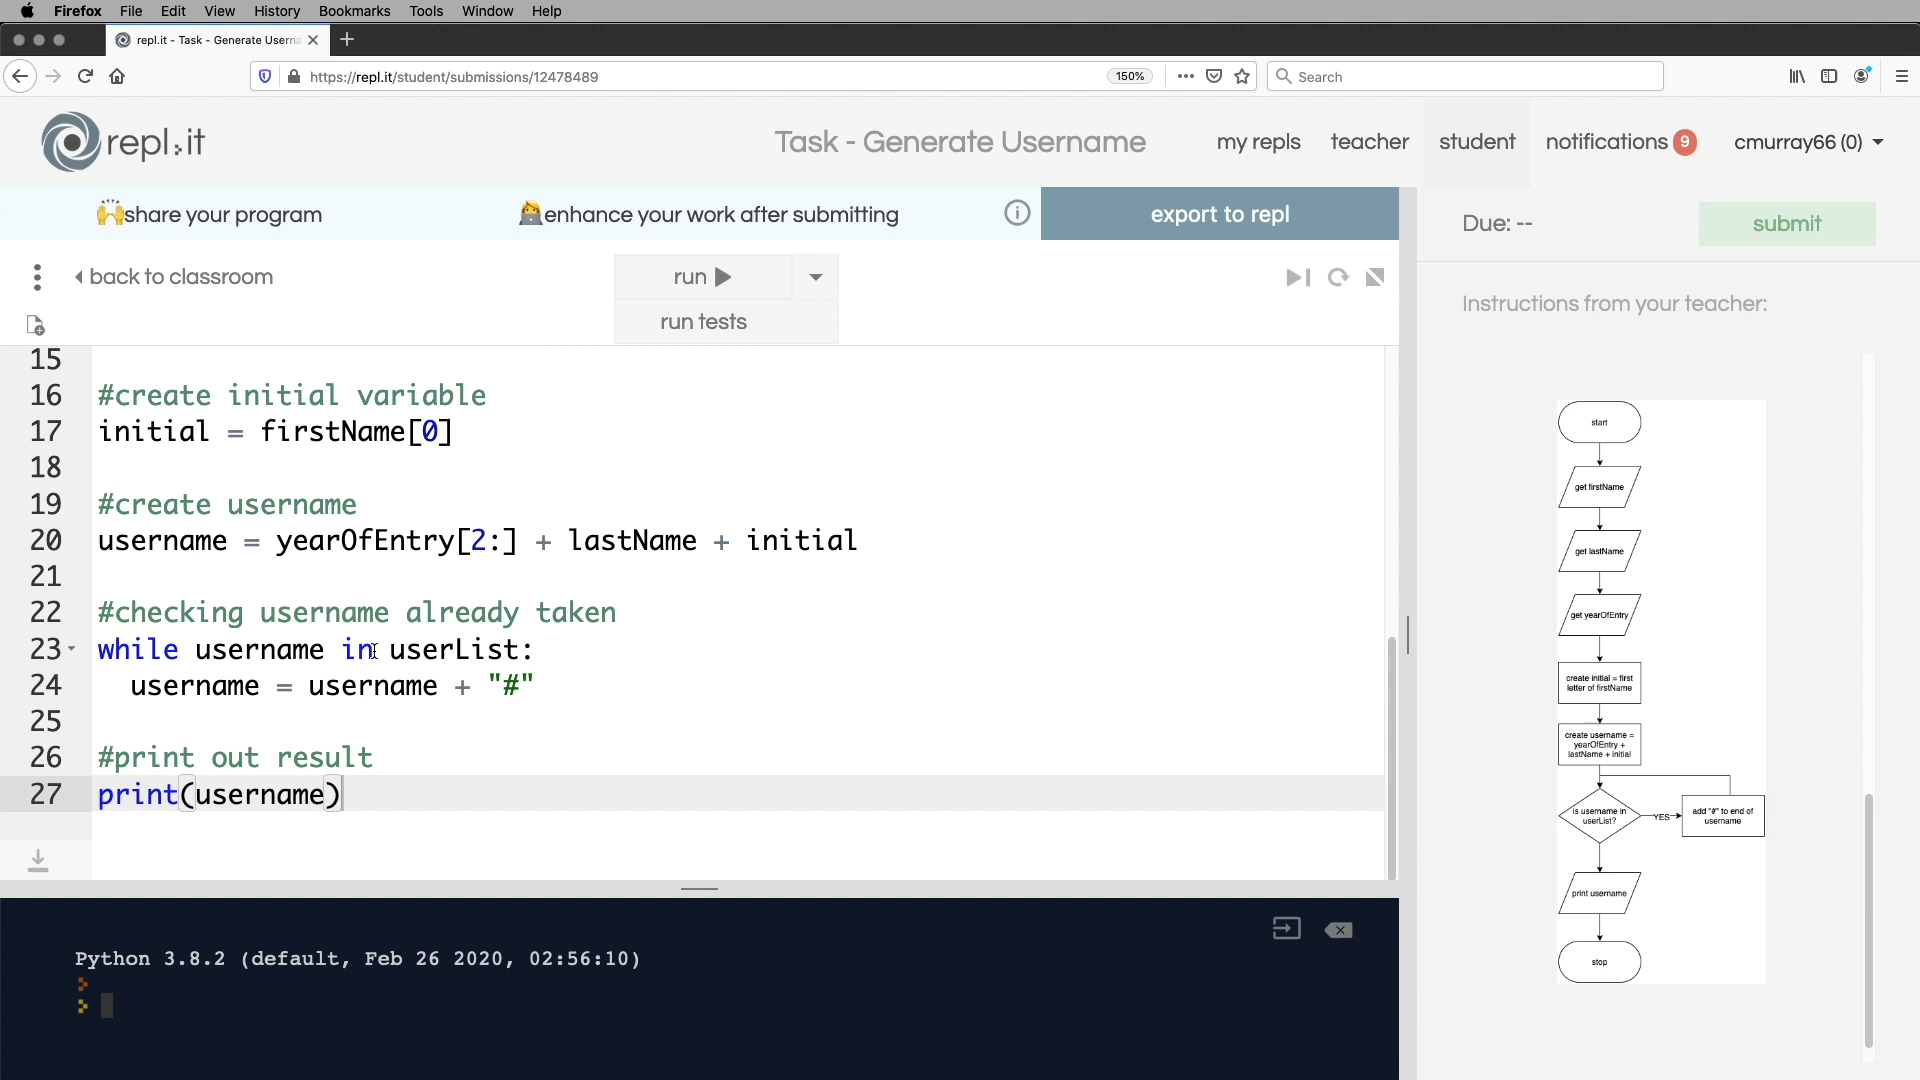 Firefox File Edit View History Bookmarks Tools Window Help
repl.it - Task - Generate Userna
https://repl.it/student/submissions/12478489
150%
Search
repl.it
Task - Generate Username
my repls
teacher
student
notifications 9
cmurray66 (0)
share your program
enhance your work after submitting
export to repl
Due: --
submit
back to classroom
run
run tests
Instructions from your teacher:
15
16 #create initial variable
17 initial = firstName[0]
18
19 #create username
20 username = yearOfEntry[2:] + lastName + initial
21
22 #checking username already taken
23 while username in userList:
24 username = username + "#"
25
26 #print out result
27 print(username)
Python 3.8.2 (default, Feb 26 2020, 02:56:10)
start
get firstName
get lastName
get yearOfEntry
create initial = first
letter of firstName
create username =
yearOfEntry +
lastName + initial
is username in
userList?
YES
add "#" to end of
username
print username
stop